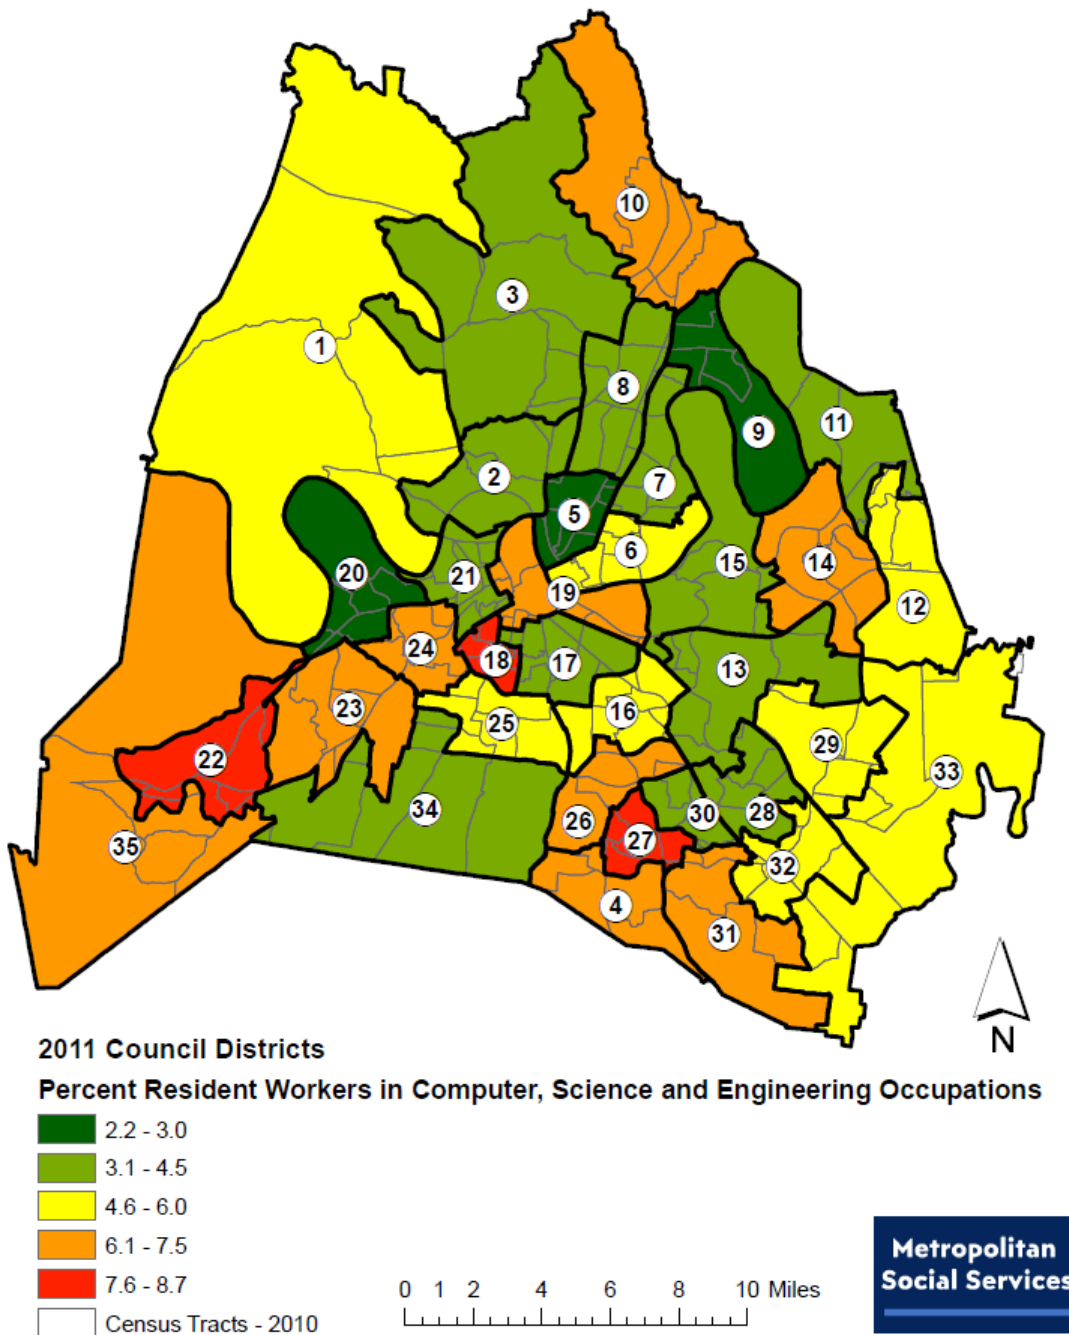 10
3
1
8
11
9
2
7
5
6
15
14
20
21
19
12
24
18
17
13
23
16
25
29
22
33
34
26
30
28
27
35
32
4
31
N
2011 Council Districts
Percent Resident Workers in Computer, Science and Engineering Occupations
2.2 - 3.0
3.1 - 4.5
4.6 - 6.0
6.1 - 7.5
7.6 - 8.7
Census Tracts - 2010
0 1 2 4 6 8 10 Miles
Metropolitan
Social Services